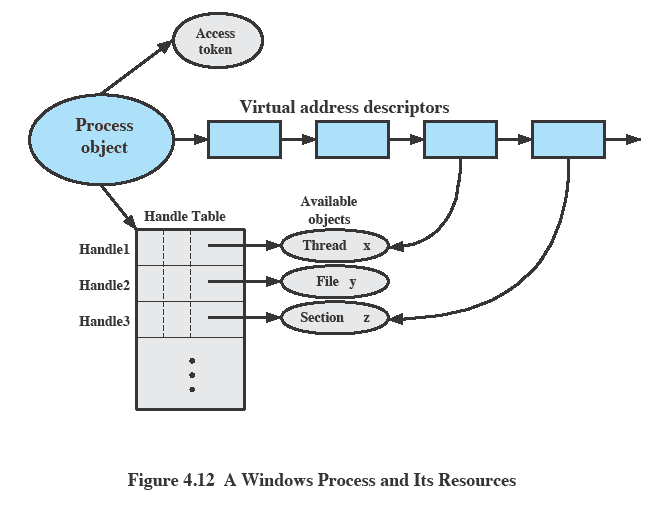 Access
token
Virtual address descriptors
Process
object
Available
objects
Handle Table
Handle1
Thread x
Handle2
File y
Handle3
Section z
Figure 4.12 A Windows Process and Its Resources